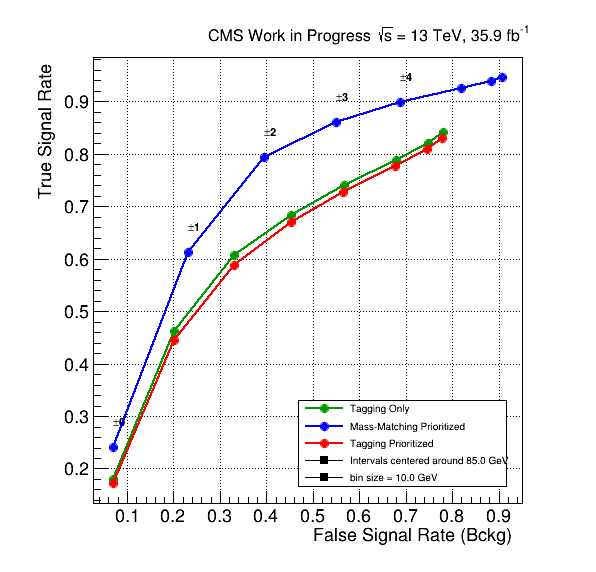 CMS Work in Progress √s = 13 TeV, 35.9 fb⁻¹
True Signal Rate
0.9
0.8
0.7
0.6
0.5
0.4
0.3
0.2
±0
±1
±2
±3
±4
Tagging Only
Mass-Matching Prioritized
Tagging Prioritized
Intervals centered around 85.0 GeV
bin size = 10.0 GeV
0.1 0.2 0.3 0.4 0.5 0.6 0.7 0.8 0.9
False Signal Rate (Bckg)